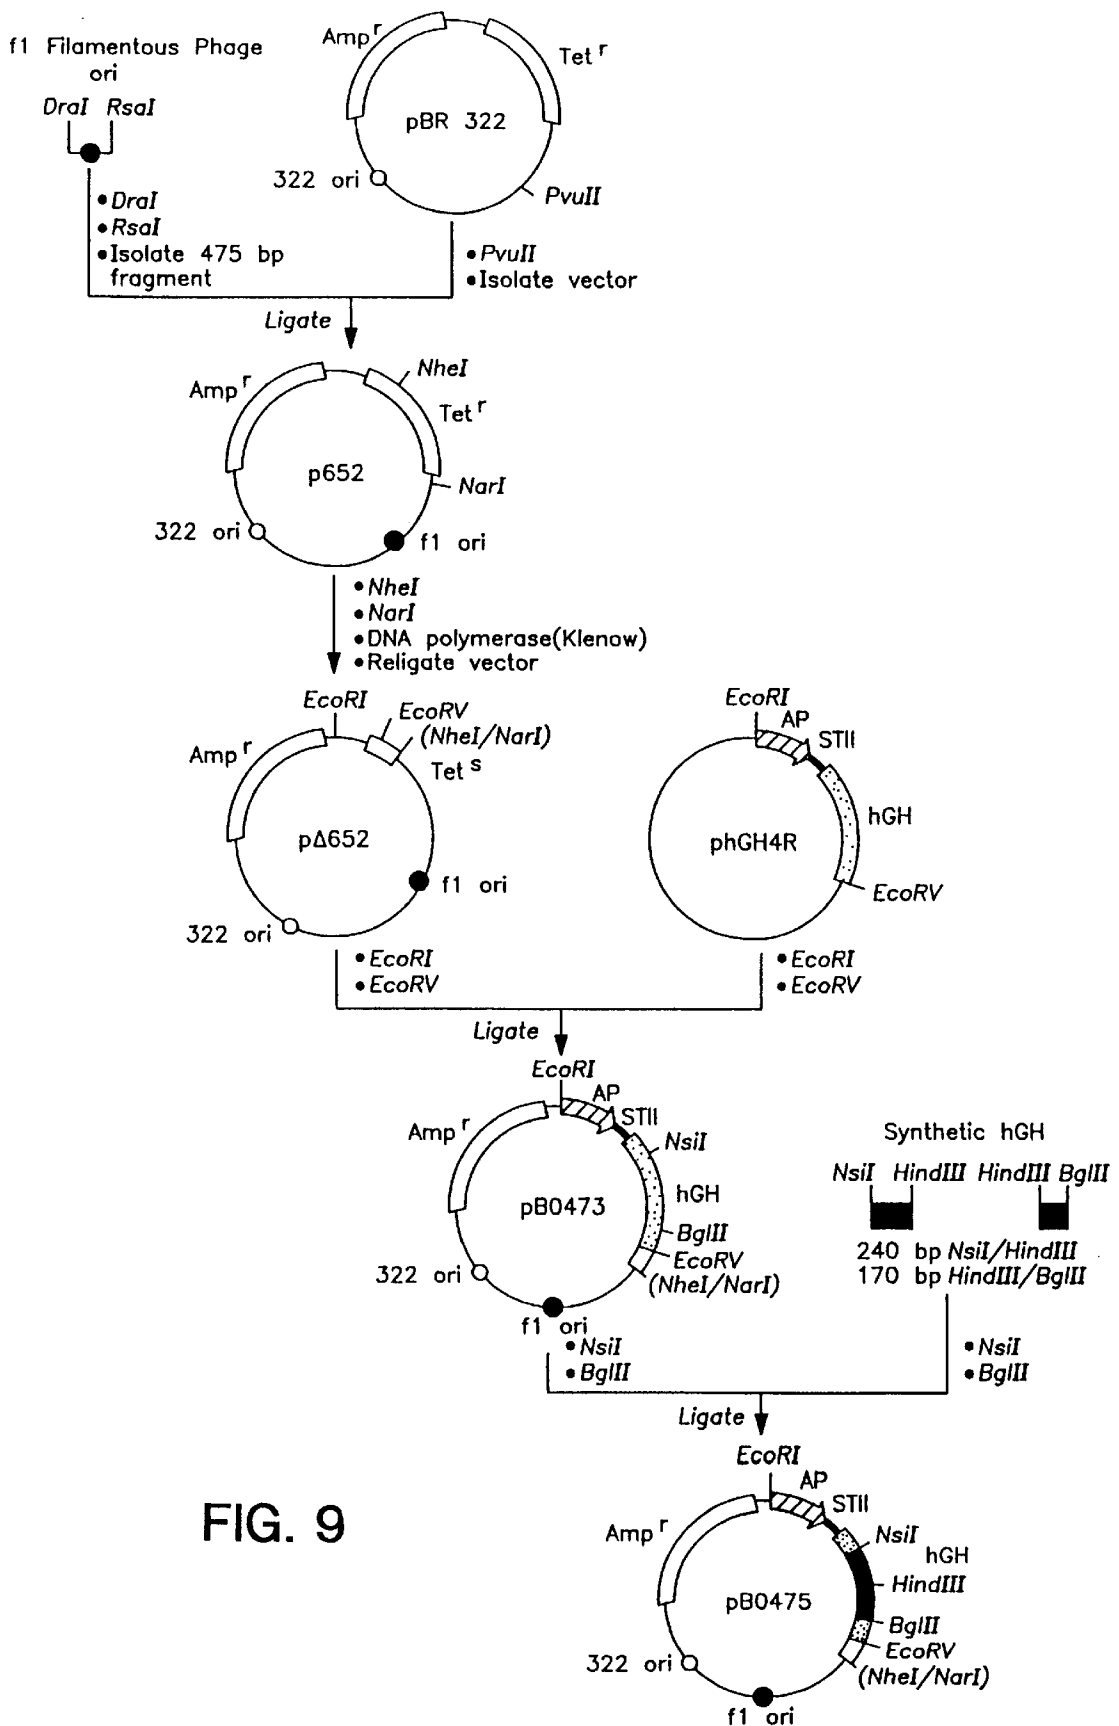 f1 Filamentous Phage
ori
DraI RsaI
Amp r
Tet r
pBR 322
322 ori
PvuII
•DraI
•RsaI
•Isolate 475 bp
fragment
•PvuII
•Isolate vector
Ligate
Amp r
NheI
Tet r
p652
NarI
322 ori
f1 ori
•NheI
•NarI
•DNA polymerase(Klenow)
•Religate vector
EcoRI
EcoRV
(NheI/NarI)
Tet s
Amp r
pΔ652
f1 ori
322 ori
EcoRI
AP
STII
hGH
phGH4R
EcoRV
•EcoRI
•EcoRV
•EcoRI
•EcoRV
Ligate
EcoRI
AP
STII
Amp r
NsiI
hGH
pB0473
BglII
EcoRV
(NheI/NarI)
322 ori
f1 ori
Synthetic hGH
NsiI HindIII HindIII BglII
240 bp NsiI/HindIII
170 bp HindIII/BglII
•NsiI
•BglII
•NsiI
•BglII
Ligate
EcoRI
AP
STII
Amp r
NsiI
hGH
HindIII
pB0475
BglII
EcoRV
(NheI/NarI)
322 ori
f1 ori
FIG. 9